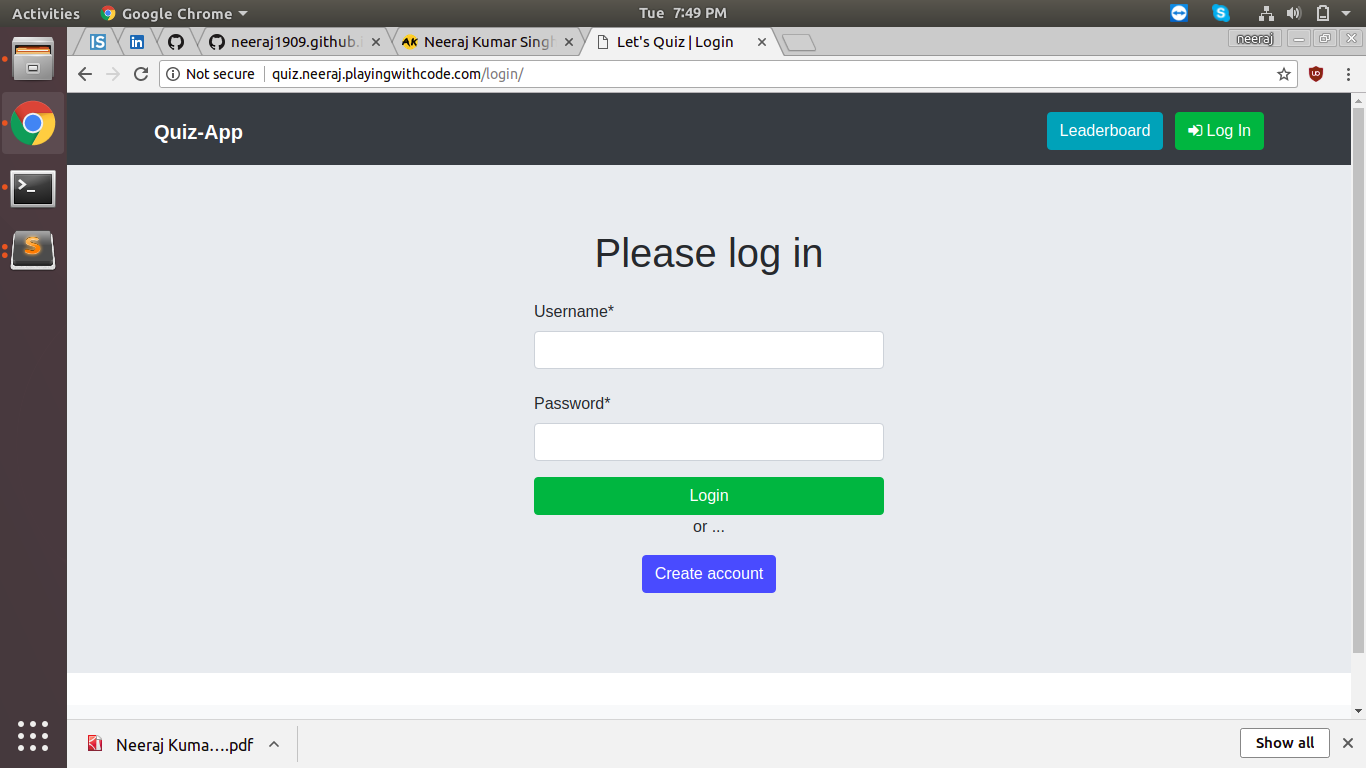 Activities Google Chrome Tue 7:49 PM
neeraj1909.github. Neeraj Kumar Singh Let's Quiz | Login neeraj
Not secure quiz.neeraj.playingwithcode.com/login/
Quiz-App Leaderboard Log In
Please log in
Username*
Password*
Login
or ...
Create account
Neeraj Kuma….pdf Show all